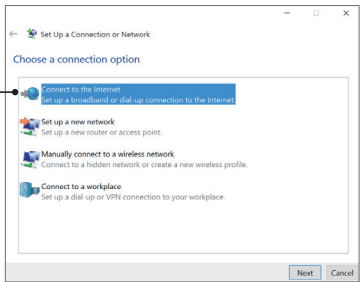 Set Up a Connection or Network
Choose a connection option
Connect to the Internet
Set up a broadband or dial-up connection to the Internet.
Set up a new network
Set up a new router or access point.
Manually connect to a wireless network
Connect to a hidden network or create a new wireless profile.
Connect to a workplace
Set up a dial-up or VPN connection to your workplace.
Next Cancel